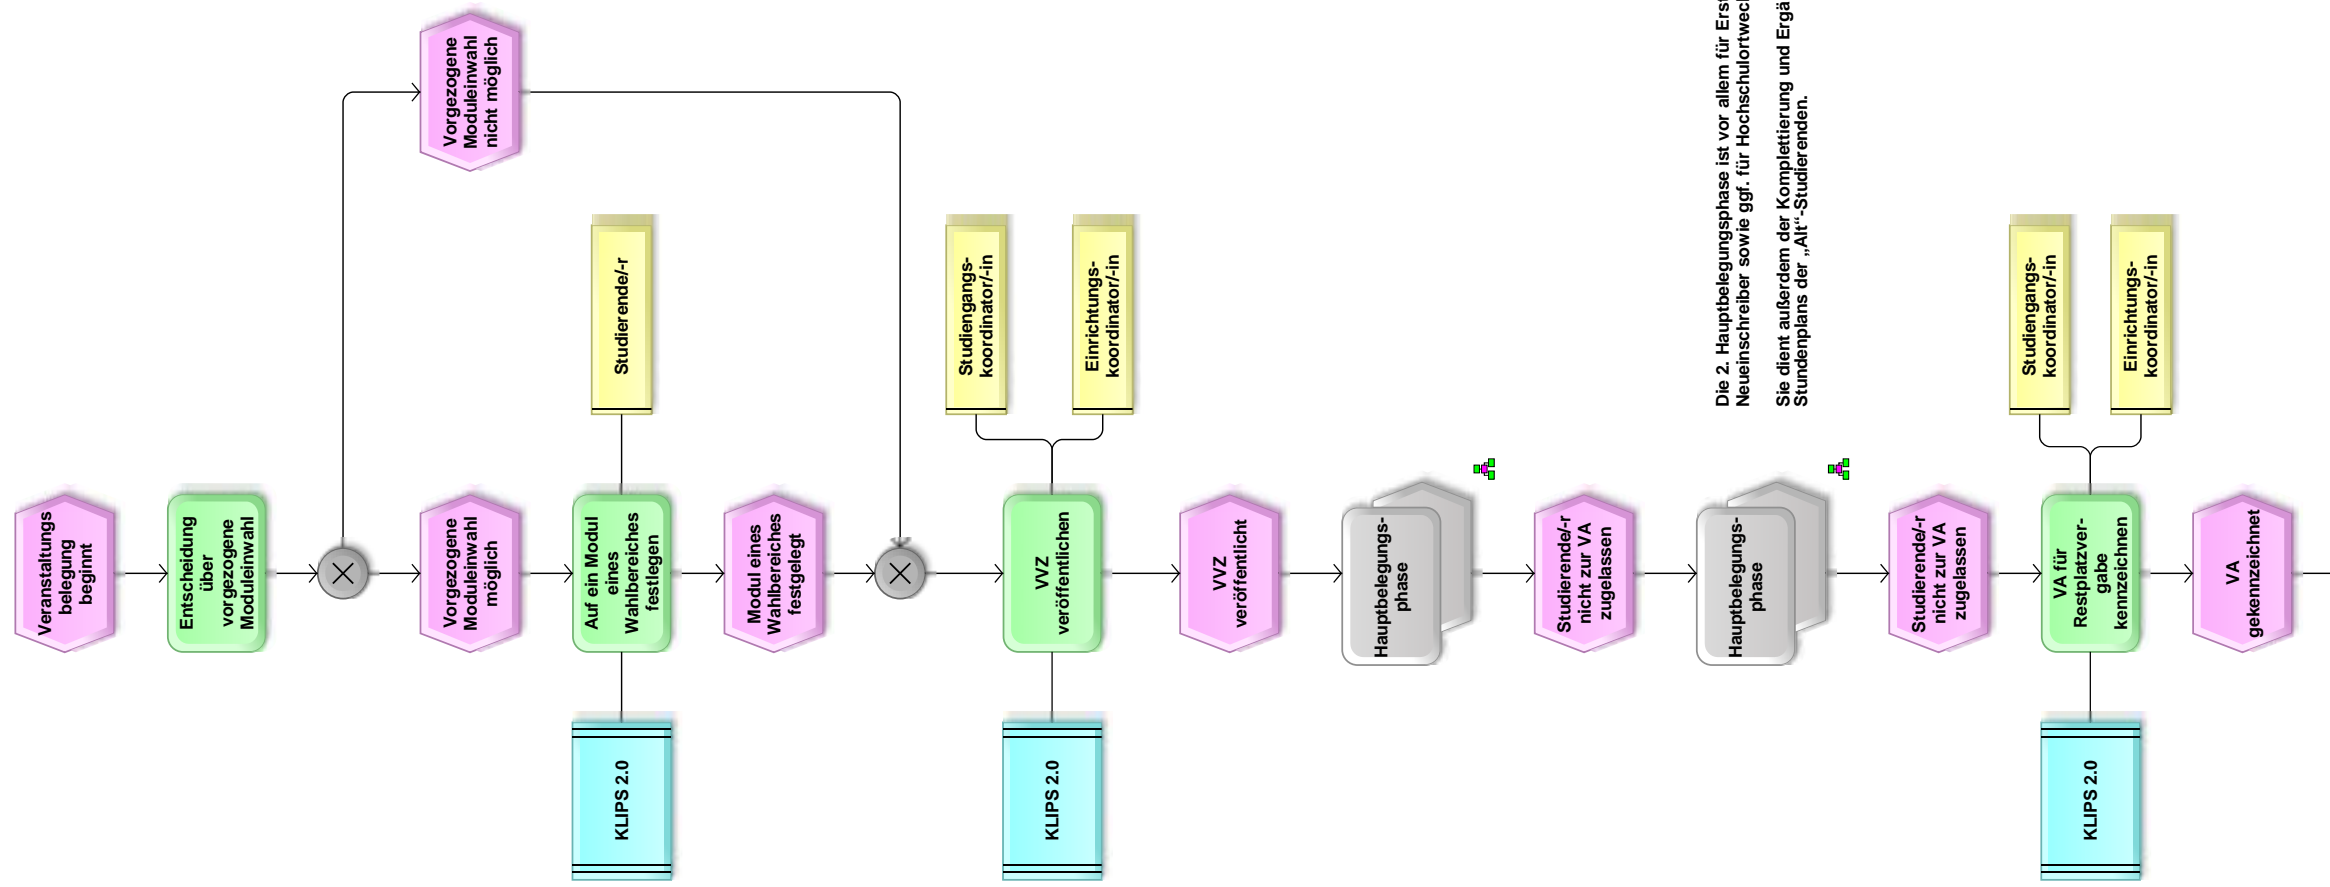 Veranstaltungs
belegung
beginnt
Entscheidung
über
vorgezogene
Moduleinwahl
Vorgezogene
Moduleinwahl
nicht möglich
Vorgezogene
Moduleinwahl
möglich
Studierende/-r
Auf ein Modul
eines
Wahlbereiches
festlegen
KLIPS 2.0
Modul eines
Wahlbereiches
festgelegt
Studiengangs-
koordinator/-in
Einrichtungs-
koordinator/-in
VVZ
veröffentlichen
KLIPS 2.0
VVZ
veröffentlicht
Hauptbelegungs-
phase
Studierende/-r
nicht zur VA
zugelassen
Die 2. Hauptbelegungsphase ist vor allem für Erst
Neueinschreiber sowie ggf. für Hochschulortwec
Sie dient außerdem der Komplettierung und Ergä
Stundenplans der „Alt“-Studierenden.
Hauptbelegungs-
phase
Studierende/-r
nicht zur VA
zugelassen
Studiengangs-
koordinator/-in
Einrichtungs-
koordinator/-in
VA für
Restplatzver-
gabe
kennzeichnen
KLIPS 2.0
VA
gekennzeichnet